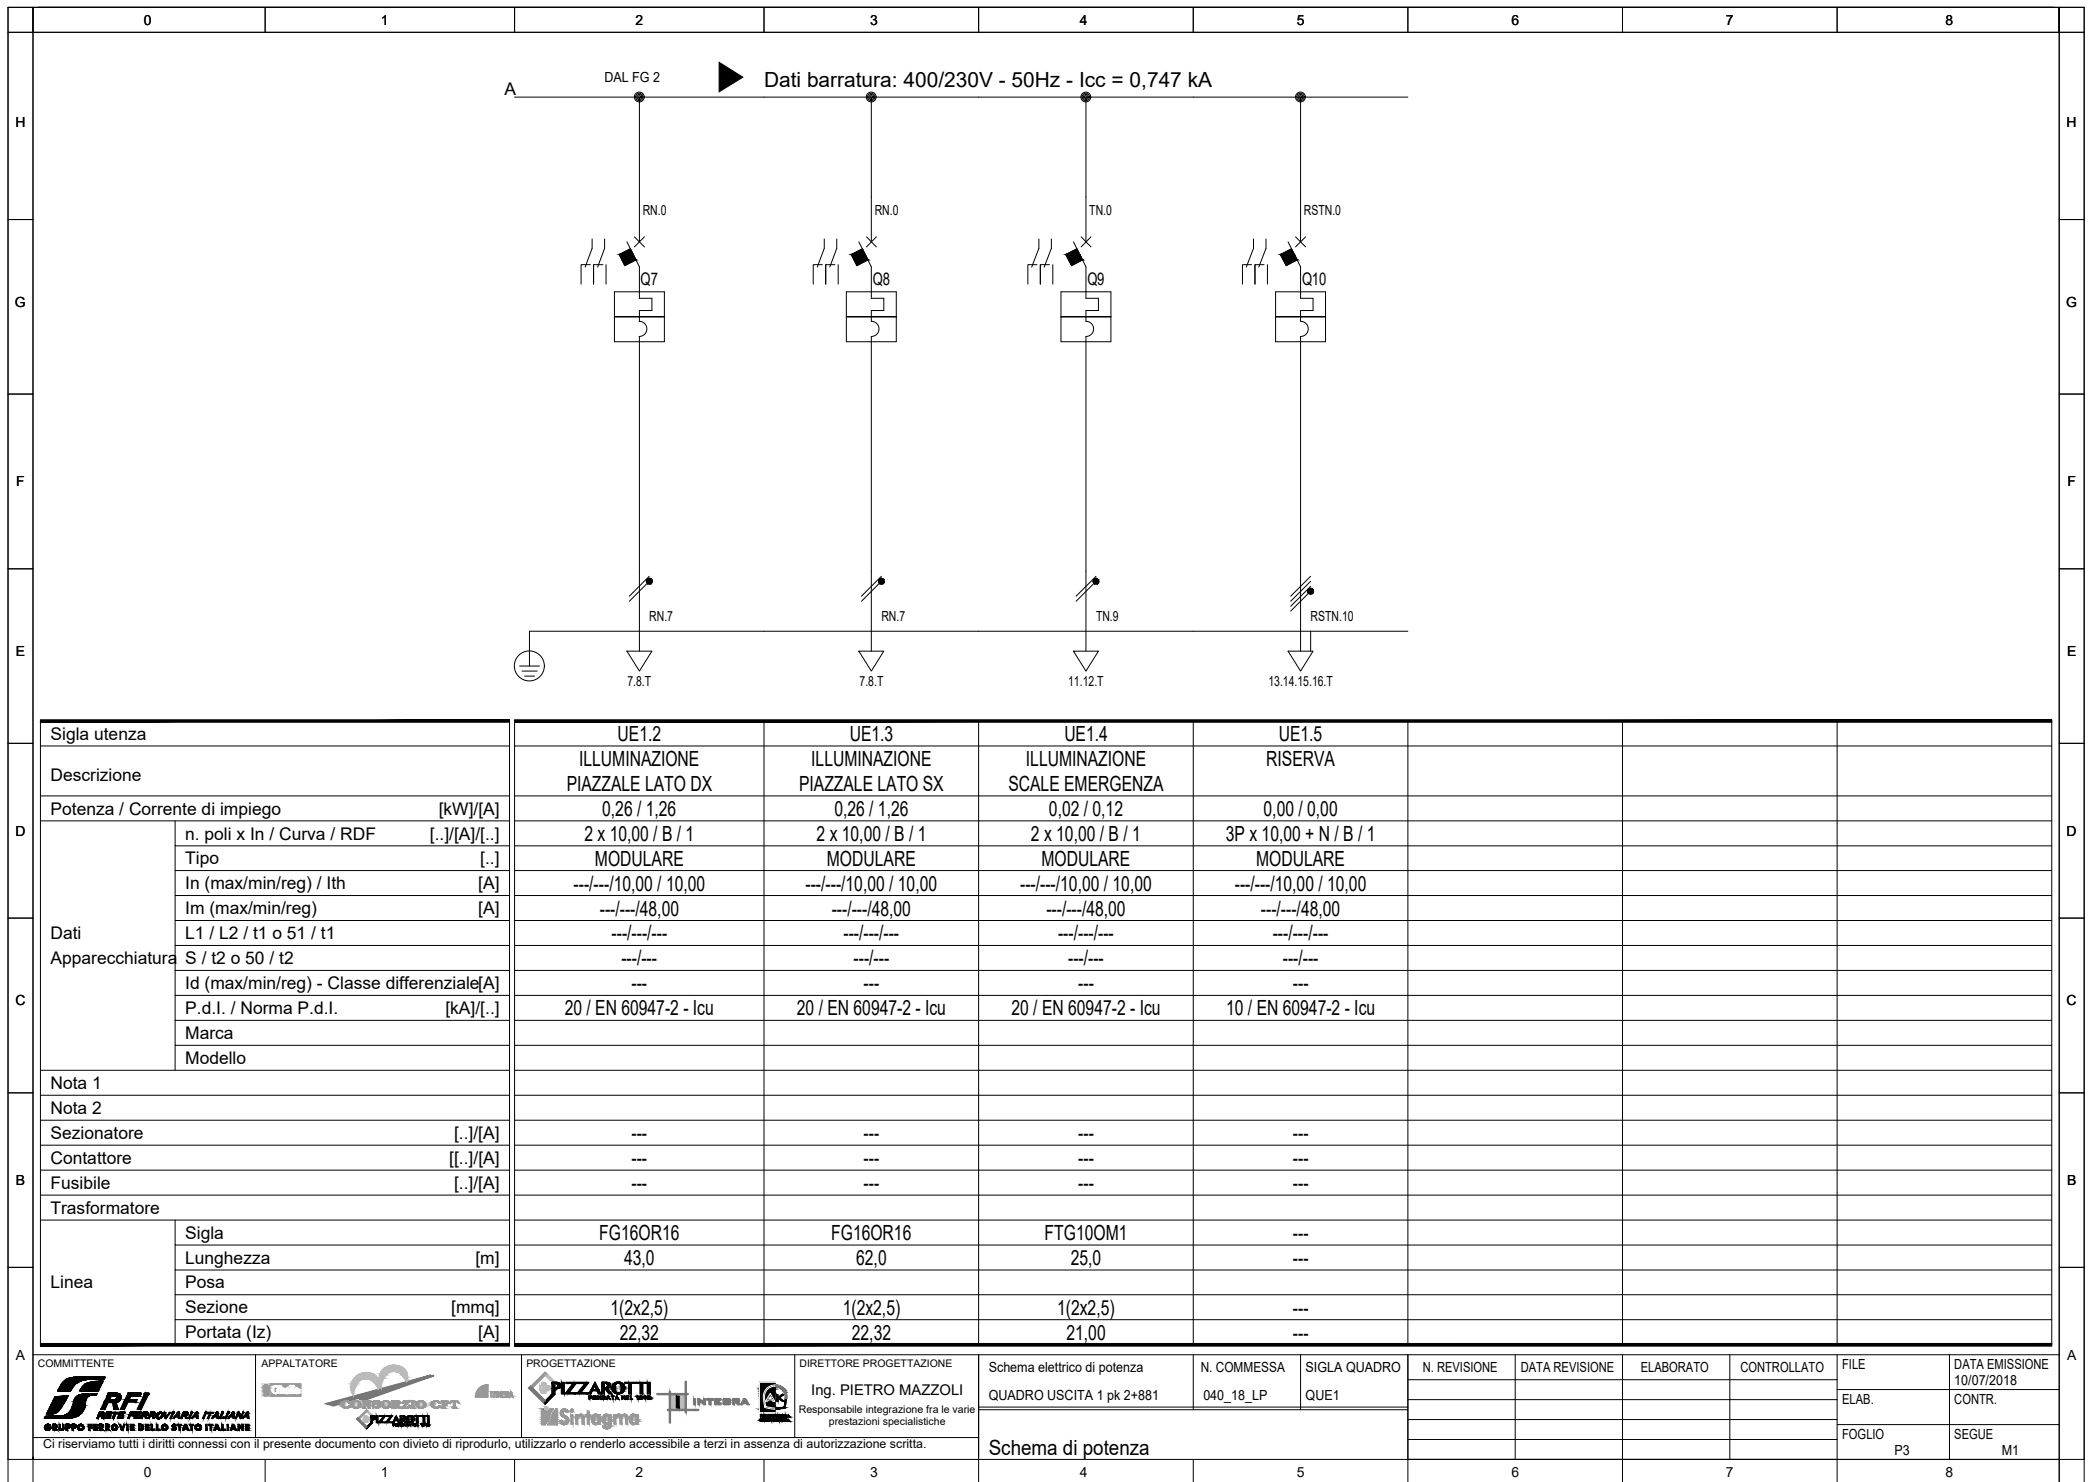 0 1 2 3 4 5 6 7 8
A DAL FG 2 Dati barratura: 400/230V - 50Hz - Icc = 0,747 kA
H H
RN.0 RN.0 TN.0 RSTN.0
Q7 Q8 Q9 Q10
G G
F F
RN.7 RN.7 TN.9 RSTN.10
E E
7.8.T 7.8.T 11.12.T 13.14.15.16.T
Sigla utenza UE1.2 UE1.3 UE1.4 UE1.5
Descrizione
ILLUMINAZIONE ILLUMINAZIONE ILLUMINAZIONE RISERVA
PIAZZALE LATO DX PIAZZALE LATO SX SCALE EMERGENZA
Potenza / Corrente di impiego [kW]/[A] 0,26 / 1,26 0,26 / 1,26 0,02 / 0,12 0,00 / 0,00
D D
Dati
Apparecchiatura
n. poli x In / Curva / RDF [..]/[A]/[..] 2 x 10,00 / B / 1 2 x 10,00 / B / 1 2 x 10,00 / B / 1 3P x 10,00 + N / B / 1
Tipo [..] MODULARE MODULARE MODULARE MODULARE
In (max/min/reg) / Ith [A] ---/---/10,00 / 10,00 ---/---/10,00 / 10,00 ---/---/10,00 / 10,00 ---/---/10,00 / 10,00
Im (max/min/reg) [A] ---/---/48,00 ---/---/48,00 ---/---/48,00 ---/---/48,00
L1 / L2 / t1 o 51 / t1 ---/---/--- ---/---/--- ---/---/--- ---/---/---
S / t2 o 50 / t2 ---/--- ---/--- ---/--- ---/---
Id (max/min/reg) - Classe differenziale[A] --- --- --- ---
C C
P.d.I. / Norma P.d.I. [kA]/[..] 20 / EN 60947-2 - Icu 20 / EN 60947-2 - Icu 20 / EN 60947-2 - Icu 10 / EN 60947-2 - Icu
Marca
Modello
Nota 1
Nota 2
Sezionatore [..]/[A] --- --- --- ---
Contattore [[..]/[A] --- --- --- ---
B B
Fusibile [..]/[A] --- --- --- ---
Trasformatore
Linea
Sigla FG16OR16 FG16OR16 FTG10OM1 ---
Lunghezza [m] 43,0 62,0 25,0 ---
Posa
Sezione [mmq] 1(2x2,5) 1(2x2,5) 1(2x2,5) ---
Portata (Iz) [A] 22,32 22,32 21,00 ---
A A
COMMITTENTE
RFI
RETE FERROVIARIA ITALIANA
GRUPPO FERROVIE DELLO STATO ITALIANE
APPALTATORE
CONSORZIO CFT
PIZZAROTTI
PROGETTAZIONE
PIZZAROTTI
FONDATA NEL 1910
Sintagma
INTEGRA
DIRETTORE PROGETTAZIONE
Ing. PIETRO MAZZOLI
Responsabile integrazione fra le varie
prestazioni specialistiche
Schema elettrico di potenza
QUADRO USCITA 1 pk 2+881
Schema di potenza
N. COMMESSA
040_18_LP
SIGLA QUADRO
QUE1
N. REVISIONE DATA REVISIONE ELABORATO CONTROLLATO
FILE
DATA EMISSIONE
10/07/2018
ELAB. CONTR.
FOGLIO
P3
SEGUE
M1
Ci riserviamo tutti i diritti connessi con il presente documento con divieto di riprodurlo, utilizzarlo o renderlo accessibile a terzi in assenza di autorizzazione scritta.
0 1 2 3 4 5 6 7 8